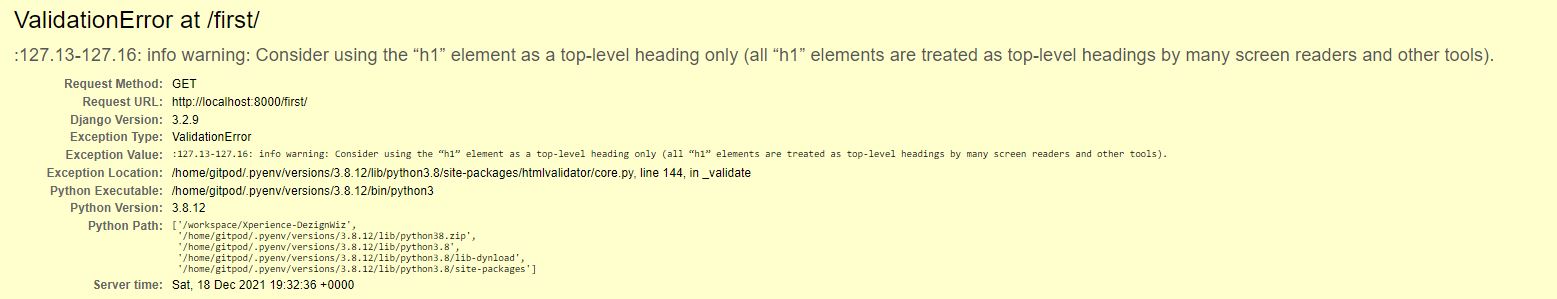 ValidationError at /first/
:127.13-127.16: info warning: Consider using the “h1” element as a top-level heading only (all “h1” elements are treated as top-level headings by many screen readers and other tools).
Request Method: GET
Request URL: http://localhost:8000/first/
Django Version: 3.2.9
Exception Type: ValidationError
Exception Value: :127.13-127.16: info warning: Consider using the “h1” element as a top-level heading only (all “h1” elements are treated as top-level headings by many screen readers and other tools).
Exception Location: /home/gitpod/.pyenv/versions/3.8.12/lib/python3.8/site-packages/htmlvalidator/core.py, line 144, in _validate
Python Executable: /home/gitpod/.pyenv/versions/3.8.12/bin/python3
Python Version: 3.8.12
Python Path: ['/workspace/Xperience-DezignWiz',
'/home/gitpod/.pyenv/versions/3.8.12/lib/python38.zip',
'/home/gitpod/.pyenv/versions/3.8.12/lib/python3.8',
'/home/gitpod/.pyenv/versions/3.8.12/lib/python3.8/lib-dynload',
'/home/gitpod/.pyenv/versions/3.8.12/lib/python3.8/site-packages']
Server time: Sat, 18 Dec 2021 19:32:36 +0000